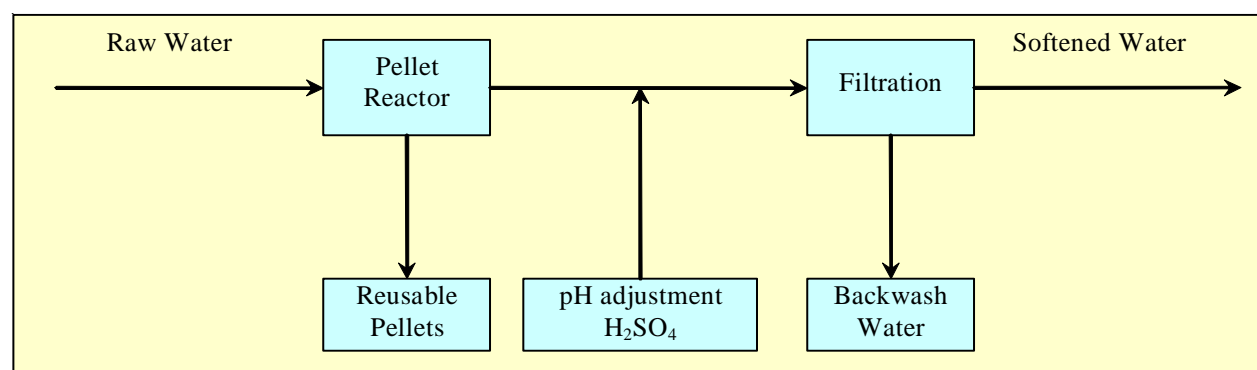 Raw Water
Softened Water
Pellet
Reactor
Filtration
Reusable
Pellets
pH adjustment
H₂SO₄
Backwash
Water